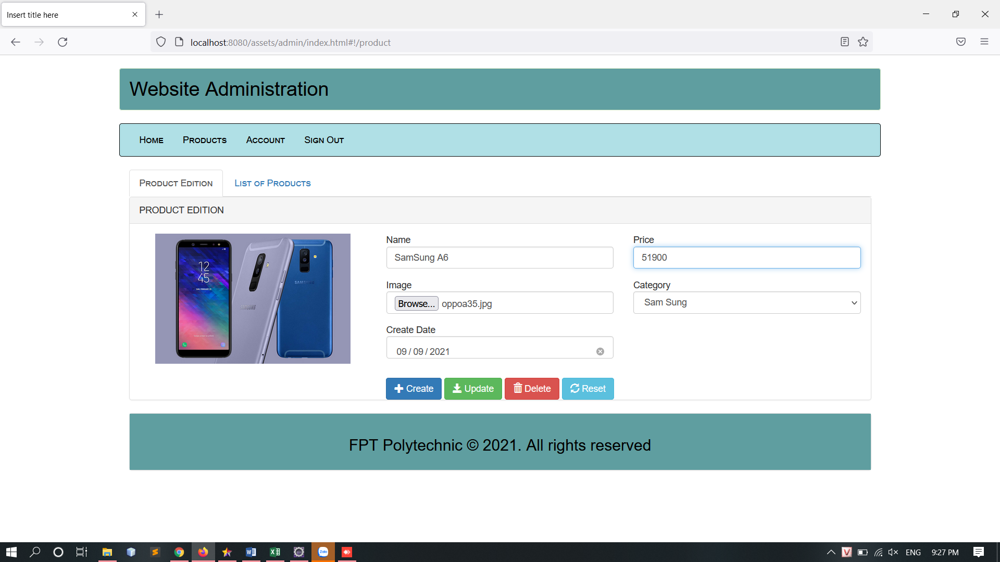 Insert title here
localhost:8080/assets/admin/index.html#!/product
Website Administration
Home Products Account Sign Out
Product Edition List of Products
PRODUCT EDITION
12
45
SAMSUNG
SAMSUNG
Name
SamSung A6
Price
51900
Image
Browse... oppoa35.jpg
Category
Sam Sung
Create Date
09 / 09 / 2021
Create Update Delete Reset
FPT Polytechnic © 2021. All rights reserved
Zalo
ENG 9:27 PM